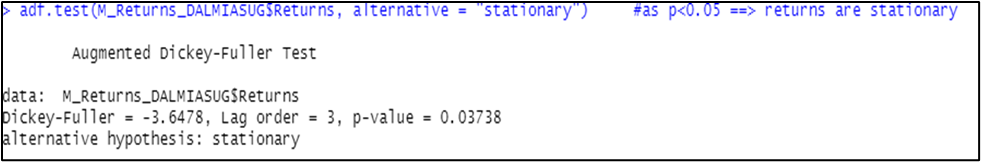 > adf.test(M_Returns_DALMIASUG$Returns, alternative = "stationary") #as p<0.05 ==> returns are stationary
Augmented Dickey-Fuller Test
data: M_Returns_DALMIASUG$Returns
Dickey-Fuller = -3.6478, Lag order = 3, p-value = 0.03738
alternative hypothesis: stationary